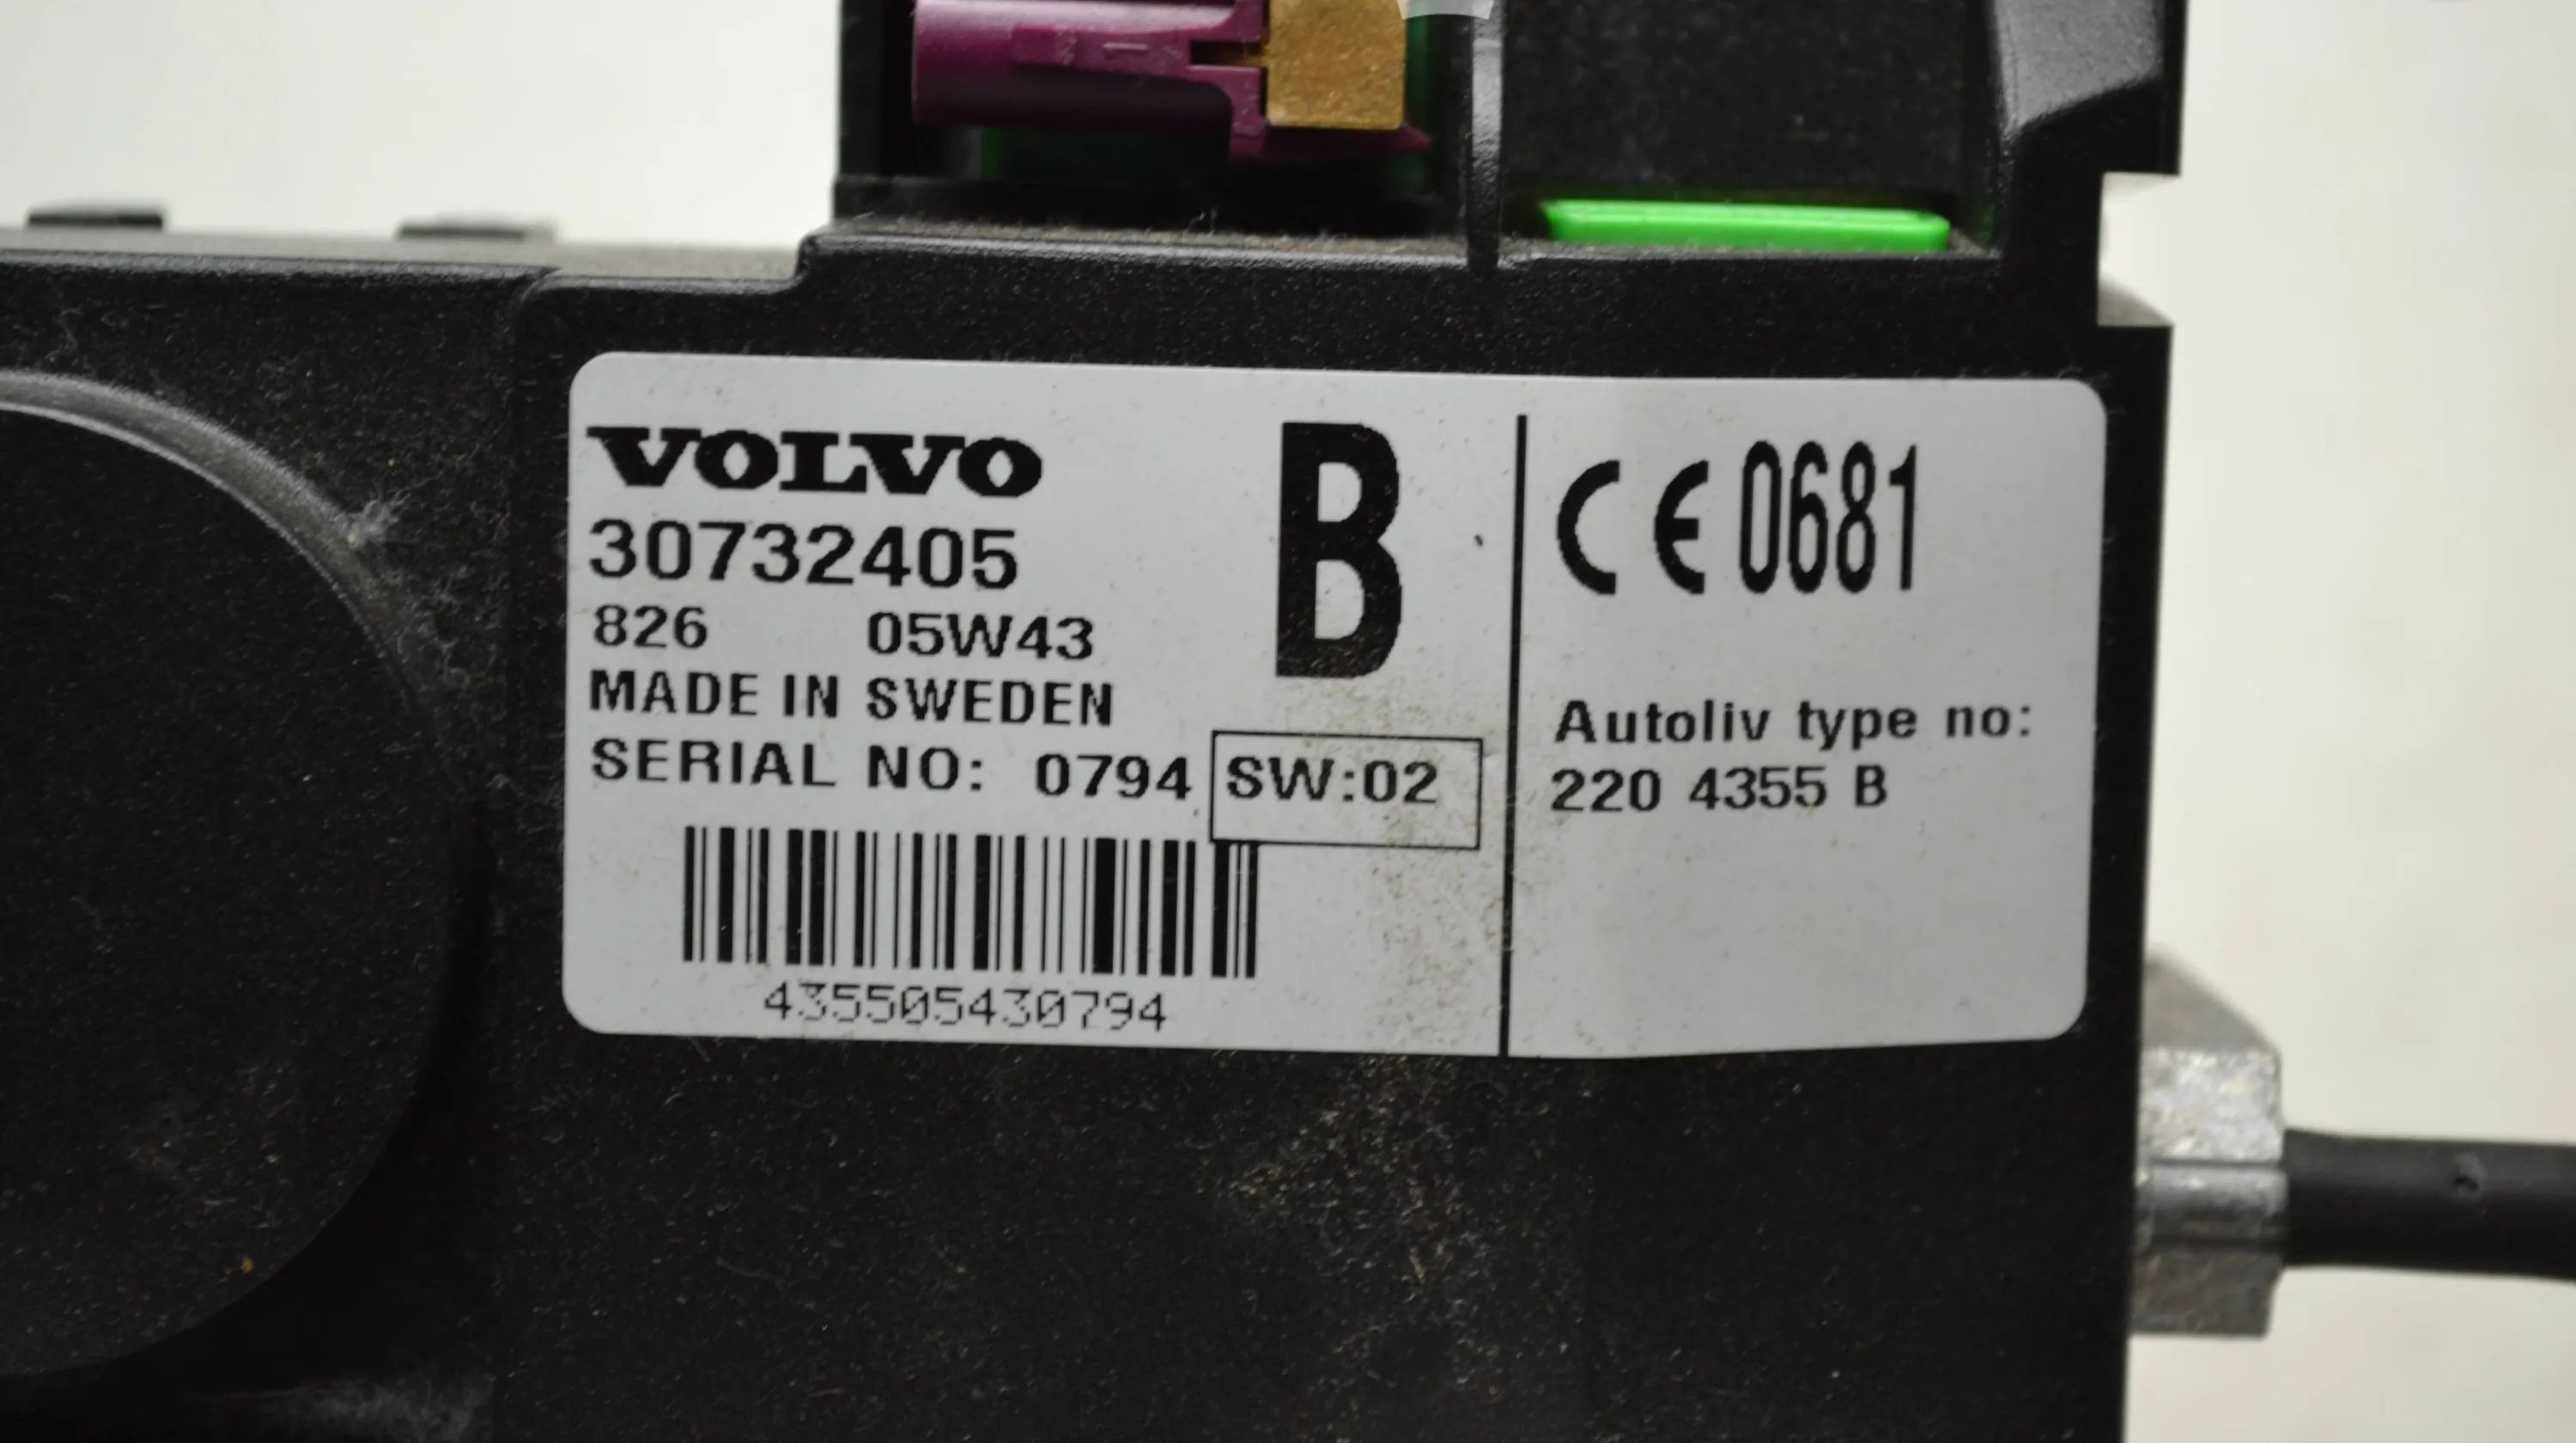 VOLVO
30732405
826 05W43
MADE IN SWEDEN
SERIAL NO: 0794 SW:02
435505430794
B
CE 0681
Autoliv type no:
220 4355 B